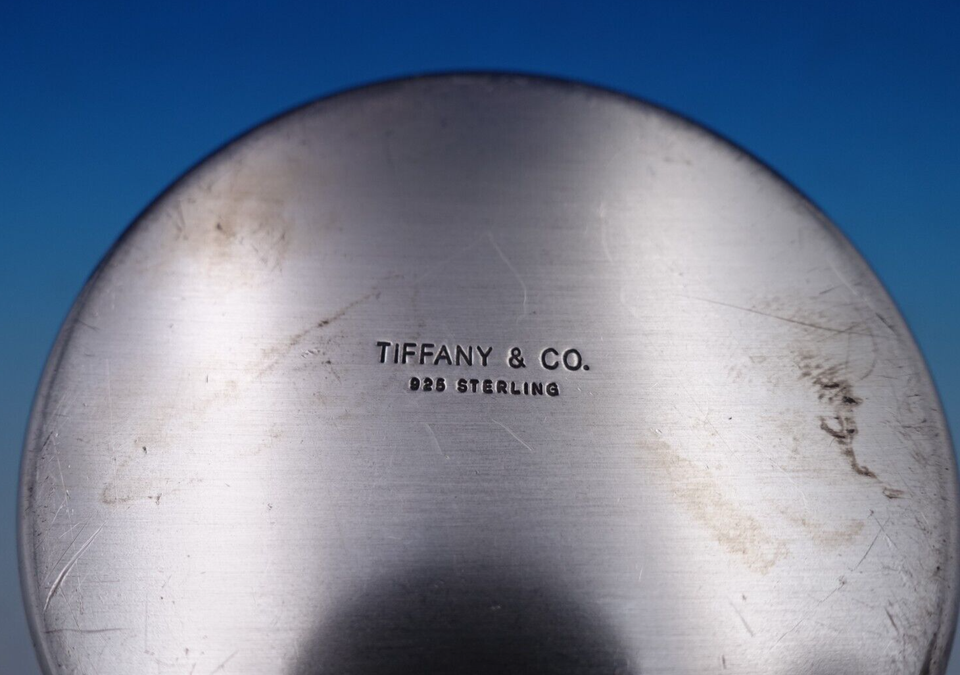 TIFFANY & CO.
925 STERLING